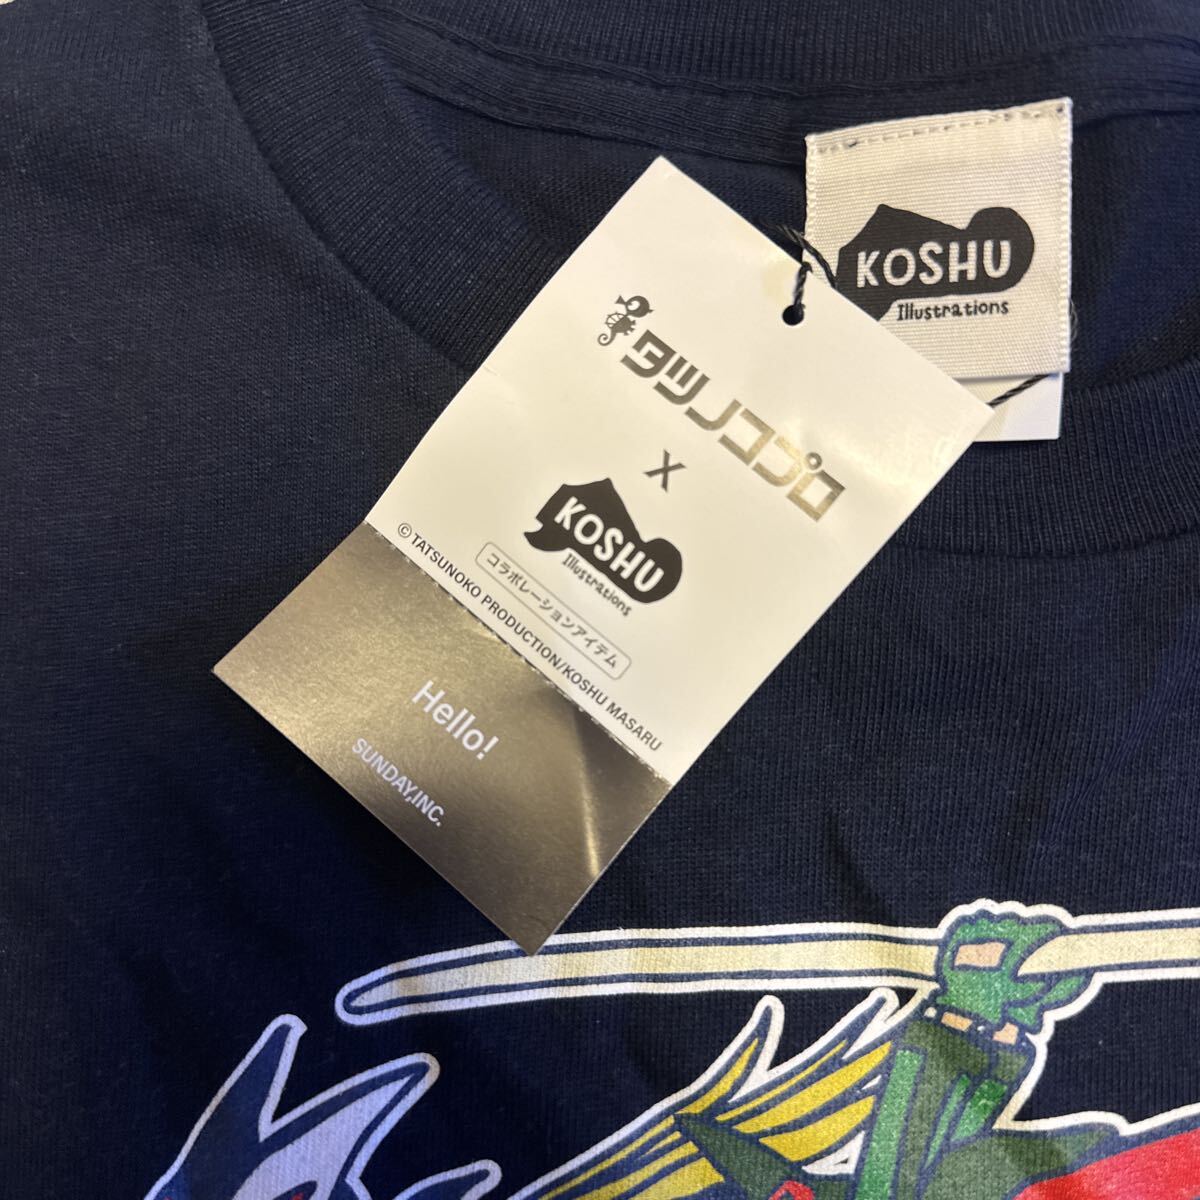 KOSHU
Illustrations
タツノコプロ
X
KOSHU
Illustrations
コラボレーションアイテム
© TATSUNOKO PRODUCTION/KOSHU MASARU
Hello!
SUNDAY,INC.